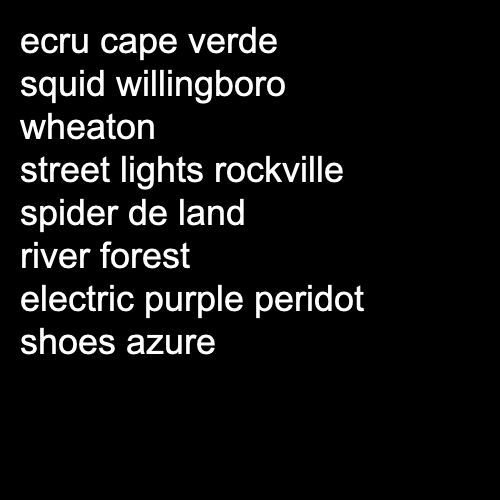 ecru cape verde
squid willingboro
wheaton
street lights rockville
spider de land
river forest
electric purple peridot
shoes azure